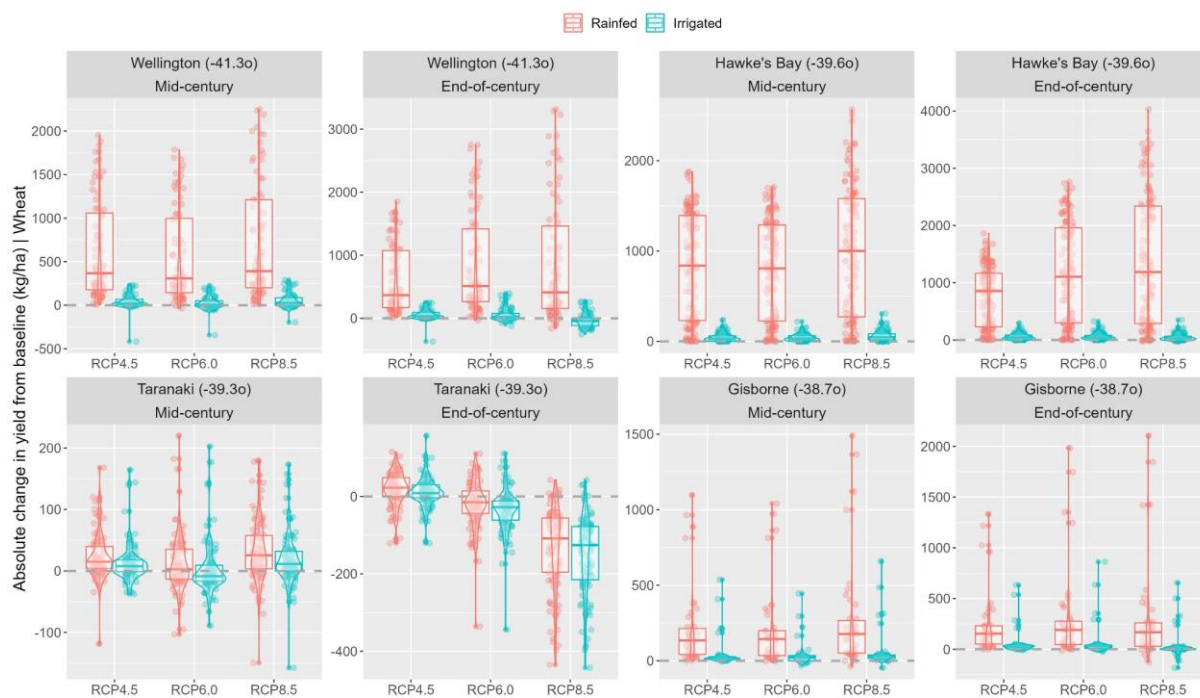 Rainfed Irrigated
Absolute change in yield from baseline (kg/ha) | Wheat
Wellington (-41.3o)
Mid-century
2000
1500
1000
500
0
-500
RCP4.5 RCP6.0 RCP8.5
Wellington (-41.3o)
End-of-century
3000
2000
1000
0
RCP4.5 RCP6.0 RCP8.5
Hawke's Bay (-39.6o)
Mid-century
2000
1000
0
RCP4.5 RCP6.0 RCP8.5
Hawke's Bay (-39.6o)
End-of-century
4000
3000
2000
1000
0
RCP4.5 RCP6.0 RCP8.5
Taranaki (-39.3o)
Mid-century
200
100
0
-100
RCP4.5 RCP6.0 RCP8.5
Taranaki (-39.3o)
End-of-century
0
-200
-400
RCP4.5 RCP6.0 RCP8.5
Gisborne (-38.7o)
Mid-century
1500
1000
500
0
RCP4.5 RCP6.0 RCP8.5
Gisborne (-38.7o)
End-of-century
2000
1500
1000
500
0
RCP4.5 RCP6.0 RCP8.5